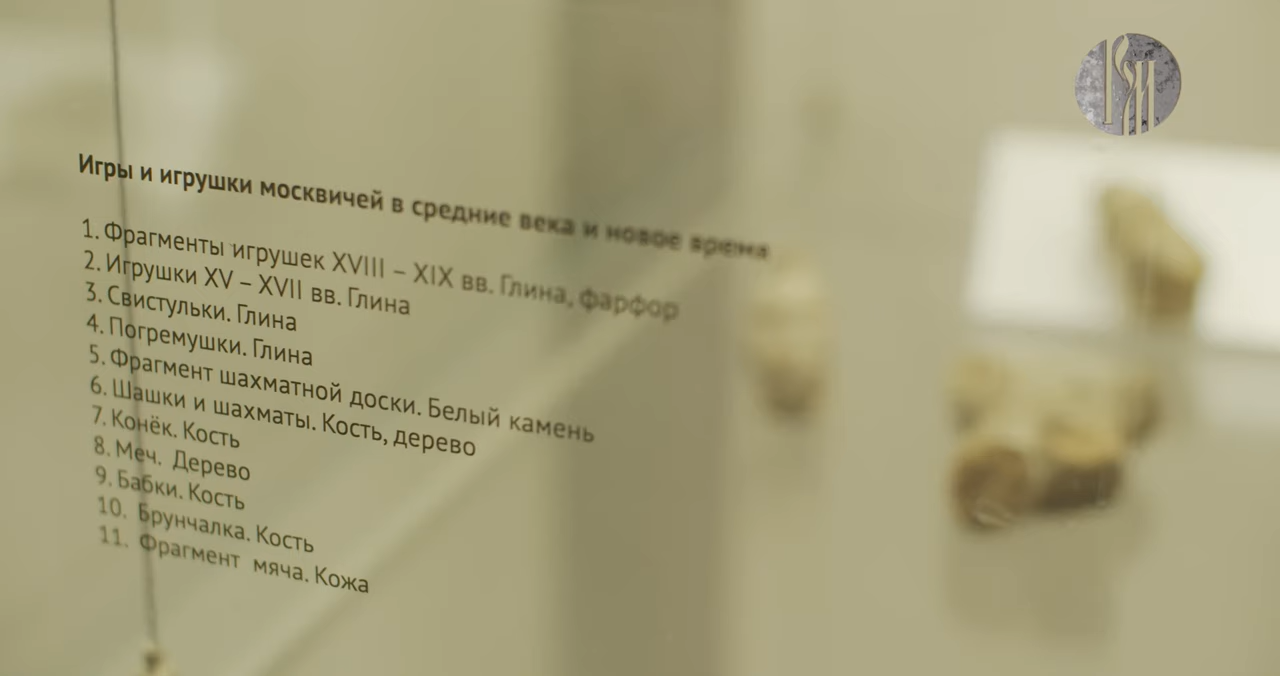 Игры и игрушки москвичей в средние века и новое время
1. Фрагменты игрушек XVIII – XIX вв. Глина, фарфор
2. Игрушки XV – XVII вв. Глина
3. Свистульки. Глина
4. Погремушки. Глина
5. Фрагмент шахматной доски. Белый камень
6. Шашки и шахматы. Кость, дерево
7. Конёк. Кость
8. Меч. Дерево
9. Бабки. Кость
10. Брунчалка. Кость
11. Фрагмент мяча. Кожа